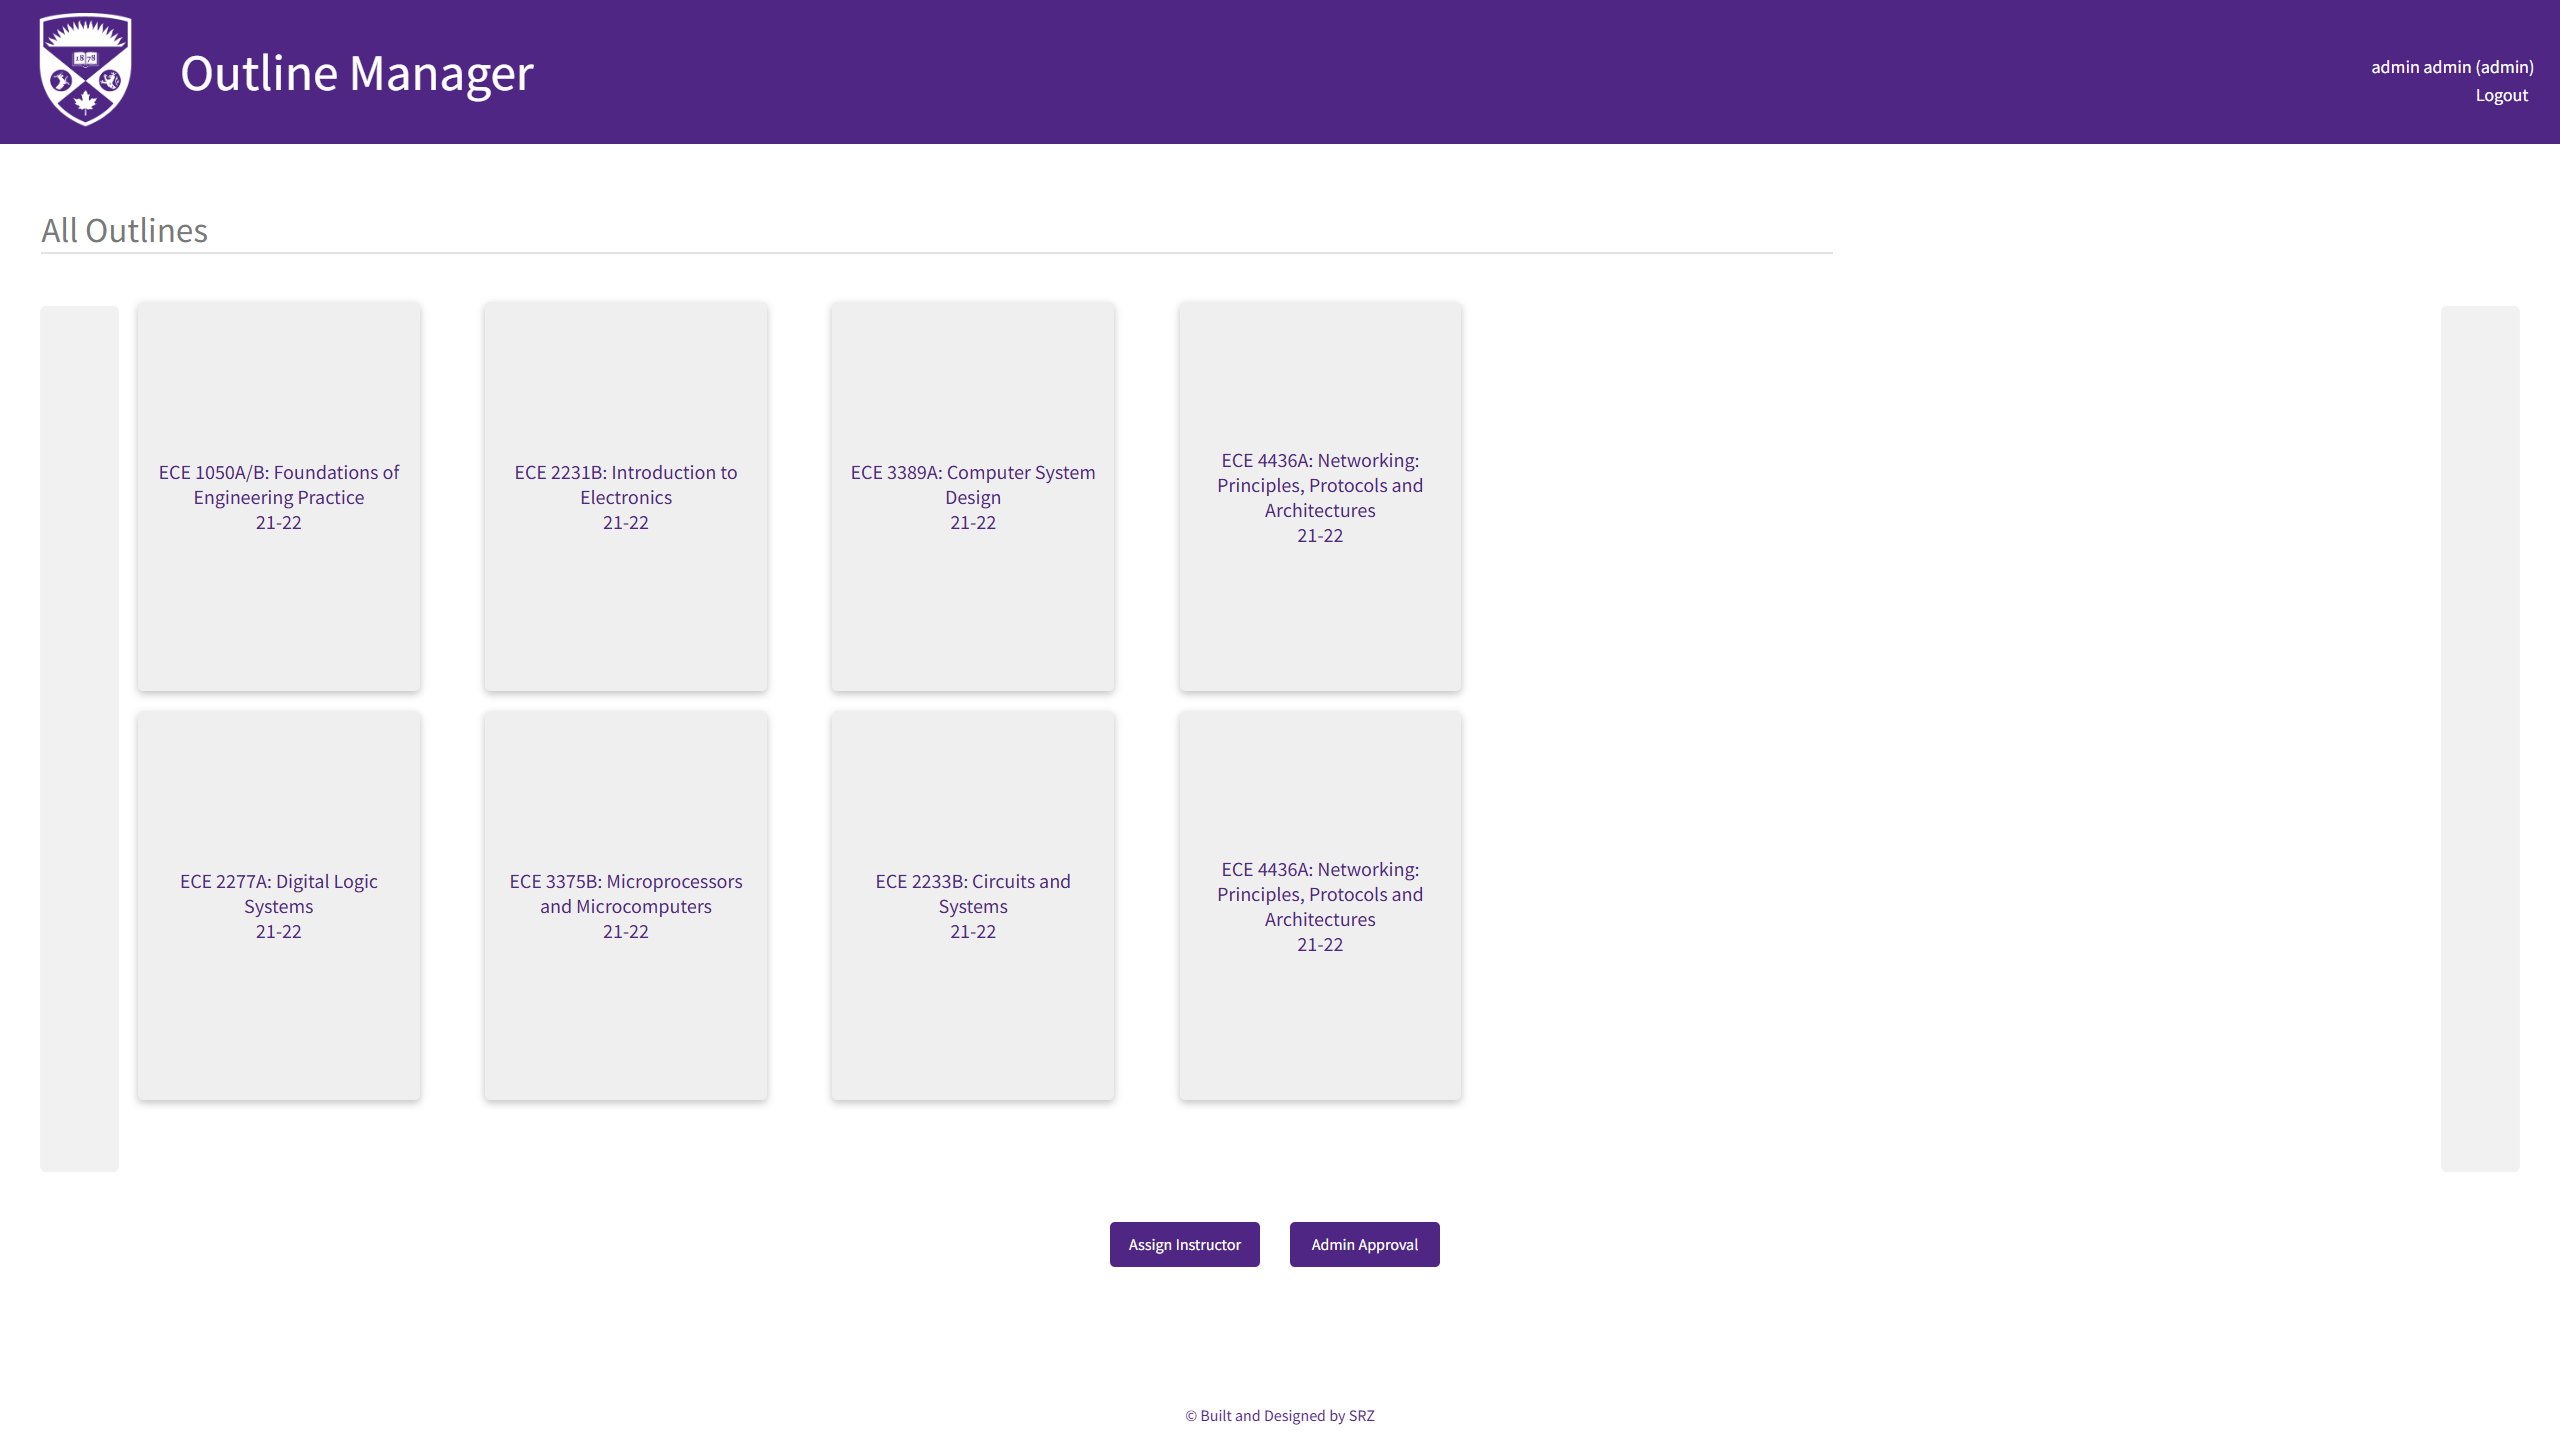 1878
Outline Manager
admin admin (admin)
Logout
All Outlines
ECE 1050A/B: Foundations of
Engineering Practice
21-22
ECE 2231B: Introduction to
Electronics
21-22
ECE 3389A: Computer System
Design
21-22
ECE 4436A: Networking:
Principles, Protocols and
Architectures
21-22
ECE 2277A: Digital Logic
Systems
21-22
ECE 3375B: Microprocessors
and Microcomputers
21-22
ECE 2233B: Circuits and
Systems
21-22
ECE 4436A: Networking:
Principles, Protocols and
Architectures
21-22
Assign Instructor
Admin Approval
© Built and Designed by SRZ